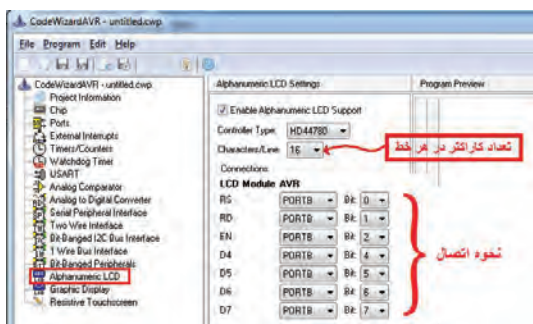 CodeWizardAVR - untitled.cwp
File Program Edit Help
CodeWizardAVR - untitled.cwp
Project Information
Chip
Ports
External Interrupts
Timers/Counters
Watchdog Timer
USART
Analog Comparator
Analog to Digital Converter
Serial Peripheral Interface
Two Wire Interface
Bit-Banged I2C Bus Interface
1 Wire Bus Interface
Bit-Banged Peripherals
Alphanumeric LCD
Graphic Display
Resistive Touchscreen
Alphanumeric LCD Settings
Enable Alphanumeric LCD Support
Controller Type: HD44780
Characters/Line: 16
تعداد کاراکتر در هر خط
Connections
LCD Module AVR
RS PORTB Bit: 0
RD PORTB Bit: 1
EN PORTB Bit: 2
D4 PORTB Bit: 4
D5 PORTB Bit: 5
D6 PORTB Bit: 6
D7 PORTB Bit: 7
نحوه اتصال
Program Preview